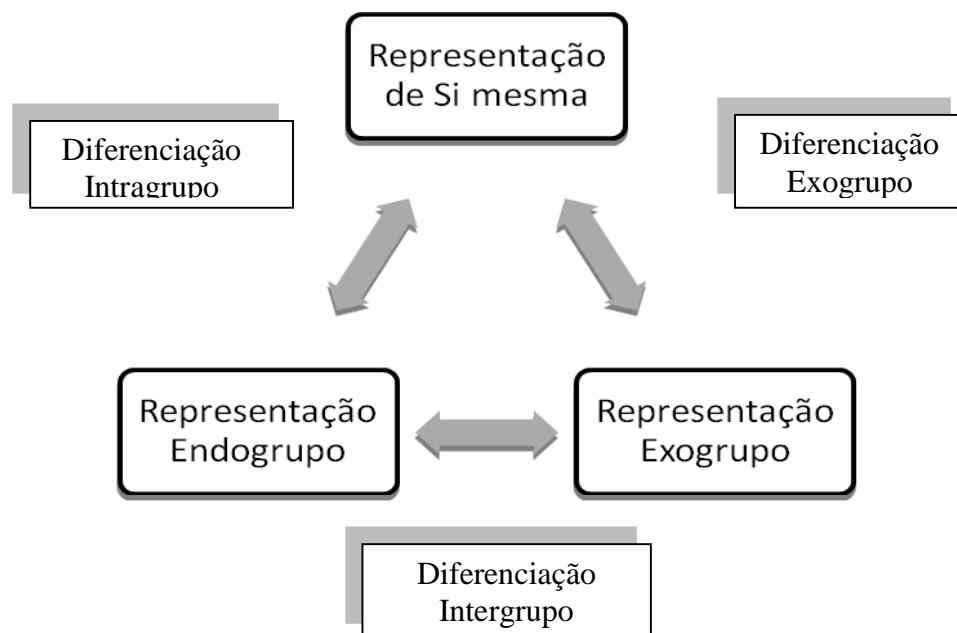 Representação
de Si mesma
Diferenciação
Intragrupo
Diferenciação
Exogrupo
Representação
Endogrupo
Representação
Exogrupo
Diferenciação
Intergrupo